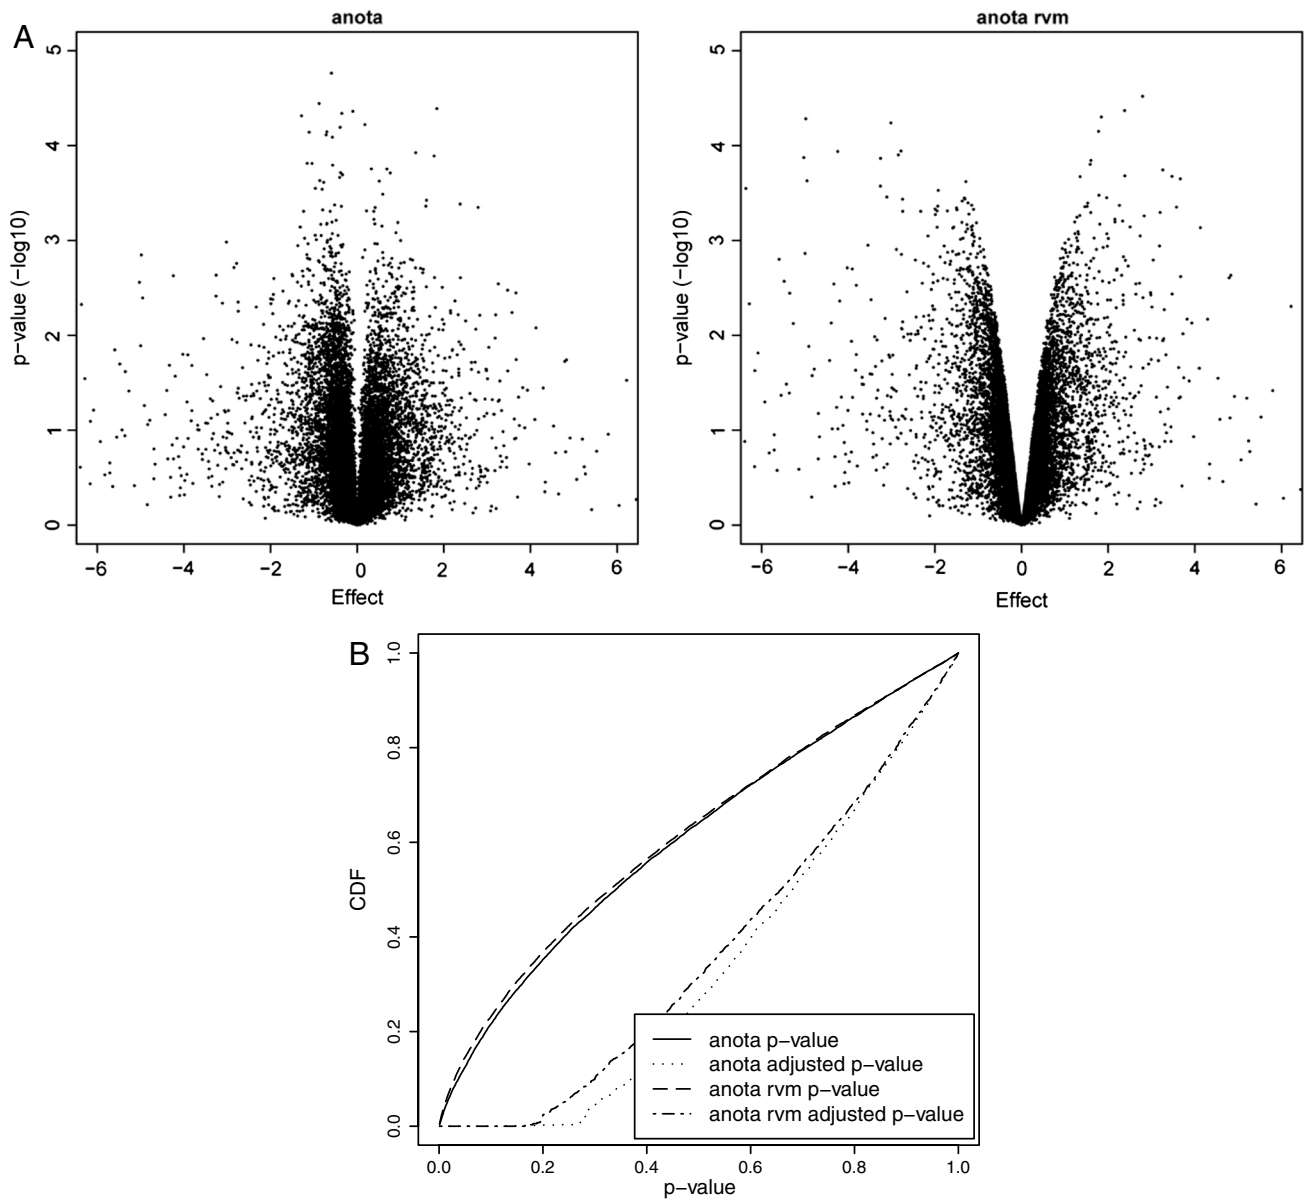 A
anota
anota rvm
5
4
3
2
1
0
p−value (−log10)
−6 −4 −2 0 2 4 6
Effect
5
4
3
2
1
0
p−value (−log10)
−6 −4 −2 0 2 4 6
Effect
B
1.0
0.8
0.6
0.4
0.2
0.0
CDF
anota p−value
anota adjusted p−value
anota rvm p−value
anota rvm adjusted p−value
0.0 0.2 0.4 0.6 0.8 1.0
p−value